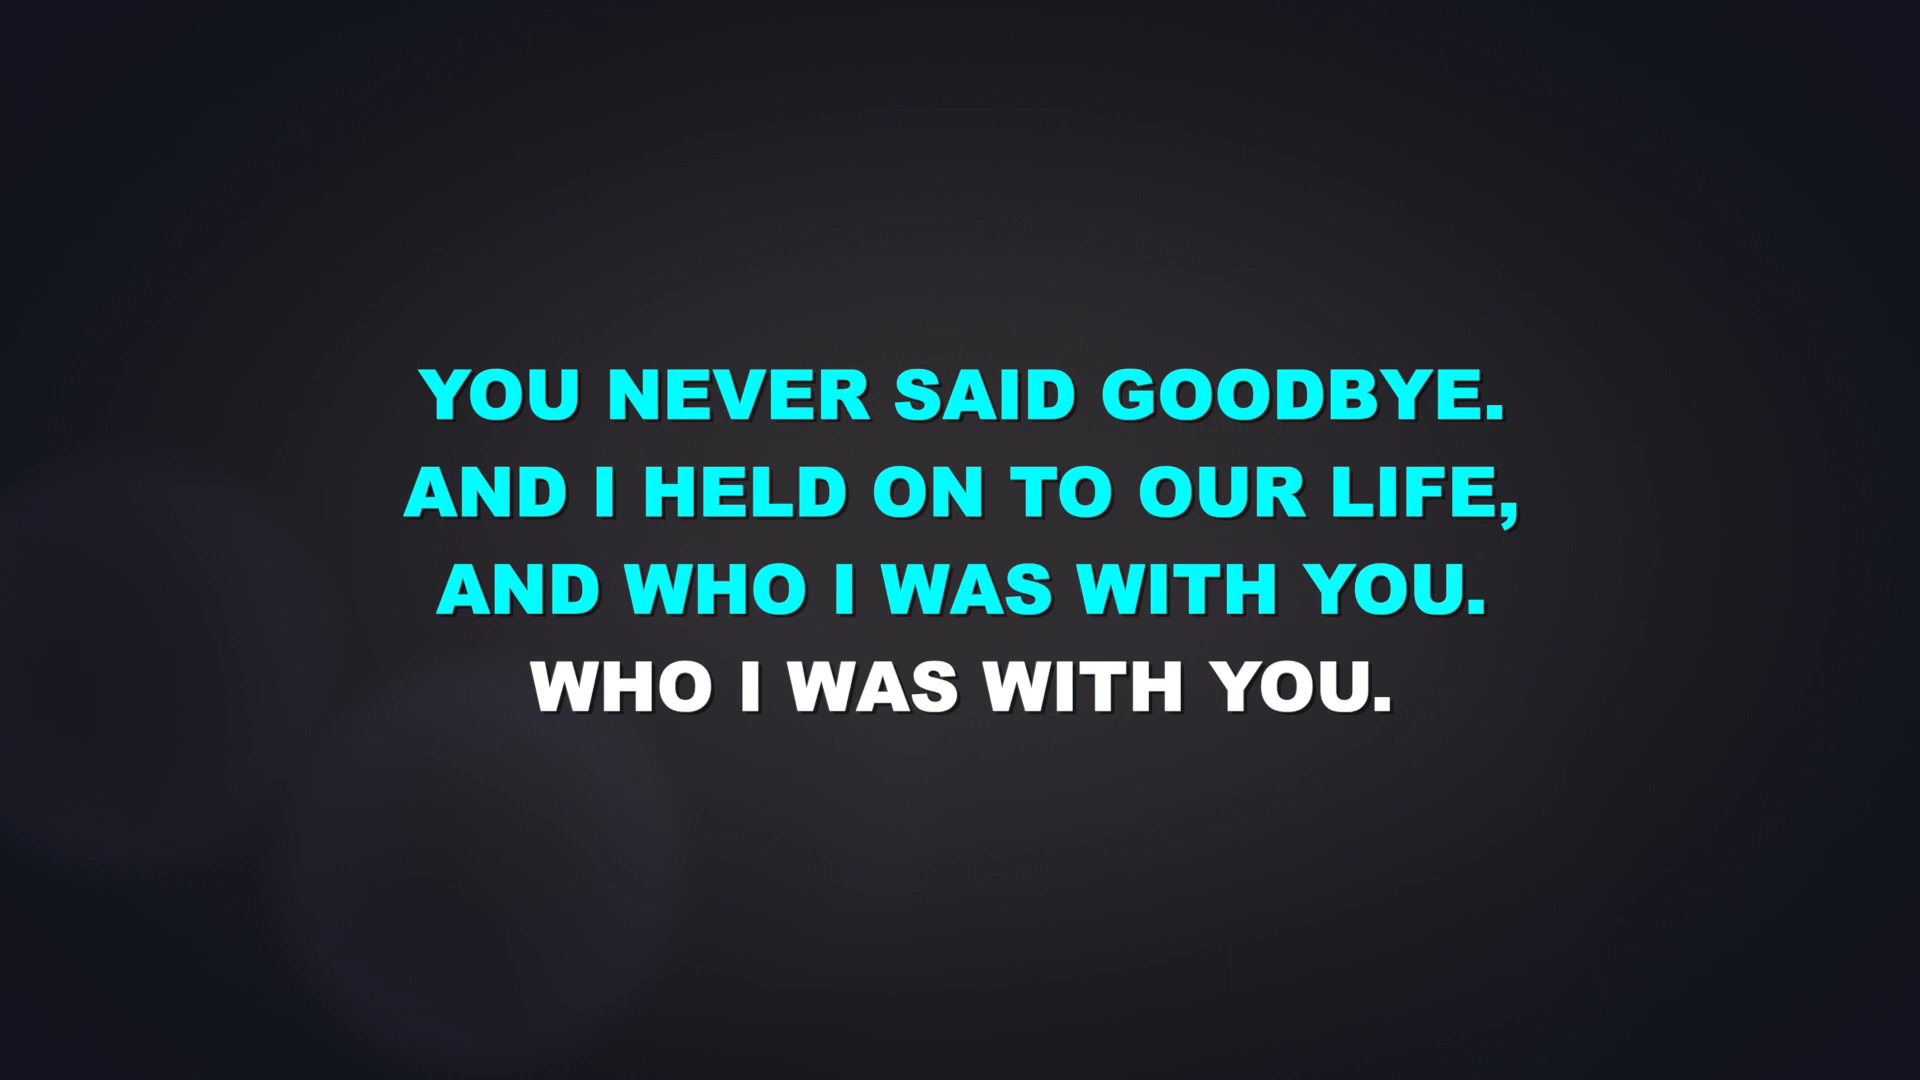 YOU NEVER SAID GOODBYE.
AND I HELD ON TO OUR LIFE,
AND WHO I WAS WITH YOU.
WHO I WAS WITH YOU.